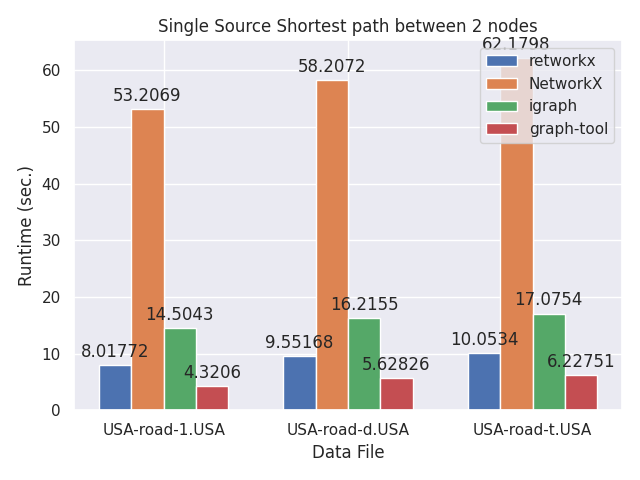 Single Source Shortest path between 2 nodes
62.1798
58.2072
53.2069
retworkx
NetworkX
igraph
graph-tool
60
50
40
30
20
10
0
Runtime (sec.)
8.01772
14.5043
4.3206
9.55168
16.2155
5.62826
10.0534
17.0754
6.22751
USA-road-1.USA
USA-road-d.USA
USA-road-t.USA
Data File